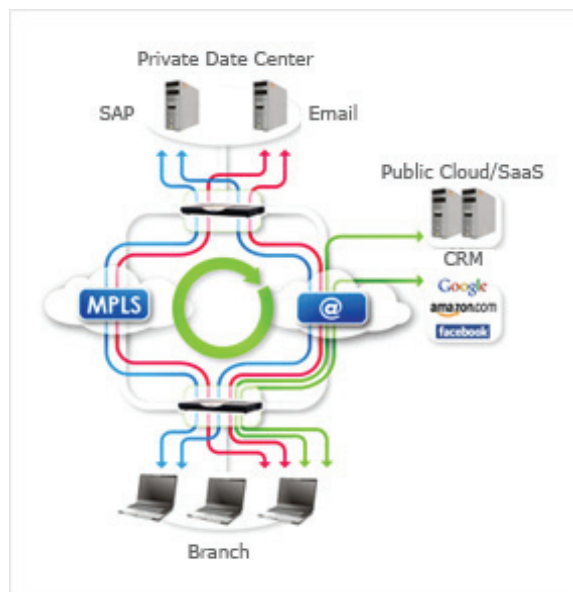 Private Date Center
SAP
Email
Public Cloud/SaaS
CRM
Google
amazon.com
facebook
MPLS
@
Branch